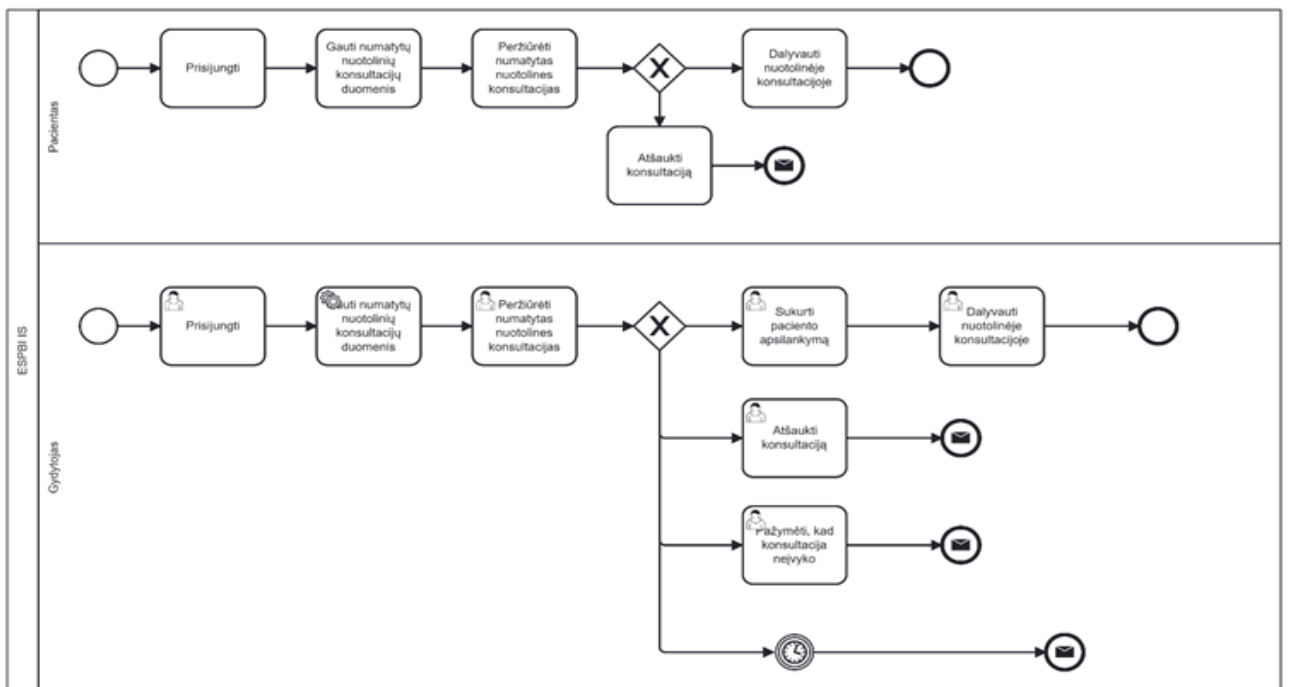 ESPBI IS
Pacientas
Prisijungti
Gauti numatytų
nuotolinių
konsultacijų
duomenis
Peržiūrėti
numatytas
nuotolines
konsultacijas
Dalyvauti
nuotolinėje
konsultacijoje
Atšaukti
konsultaciją
Gydytojas
Prisijungti
Gauti numatytų
nuotolinių
konsultacijų
duomenis
Peržiūrėti
numatytas
nuotolines
konsultacijas
Sukurti
paciento
apsilankymą
Dalyvauti
nuotolinėje
konsultacijoje
Atšaukti
konsultaciją
Pažymėti, kad
konsultacija
neįvyko